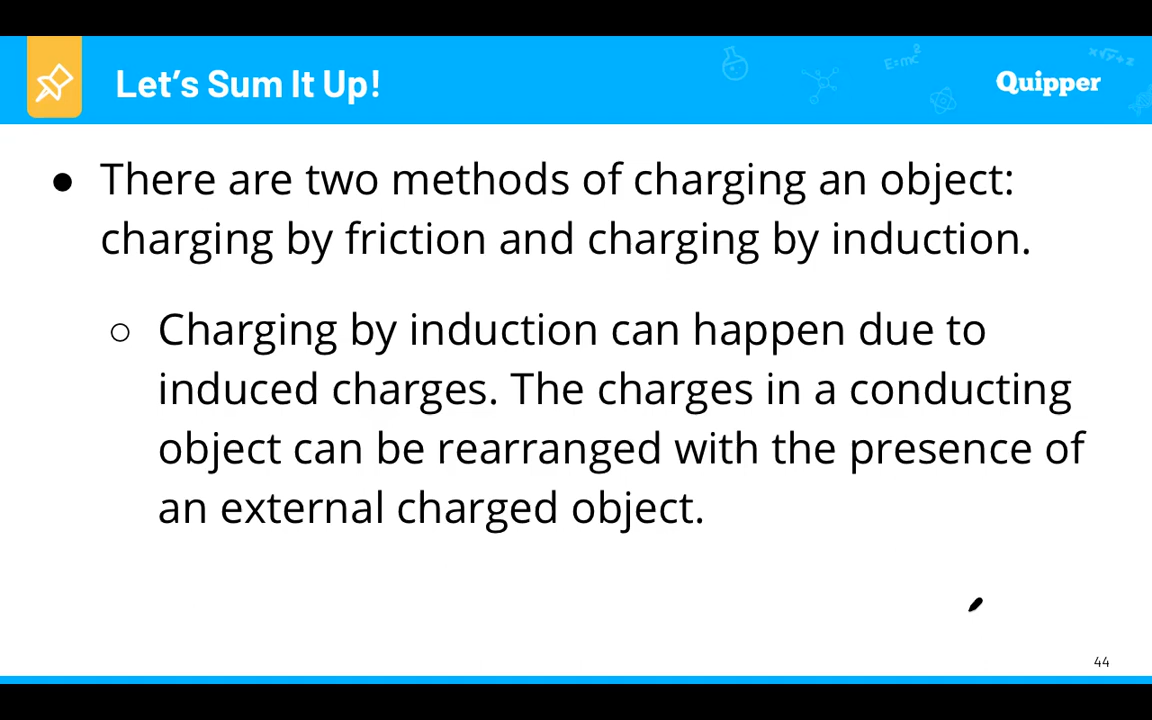 Let's Sum It Up!
E=mc²
Quipper
● There are two methods of charging an object:
charging by friction and charging by induction.
○ Charging by induction can happen due to
induced charges. The charges in a conducting
object can be rearranged with the presence of
an external charged object.
44